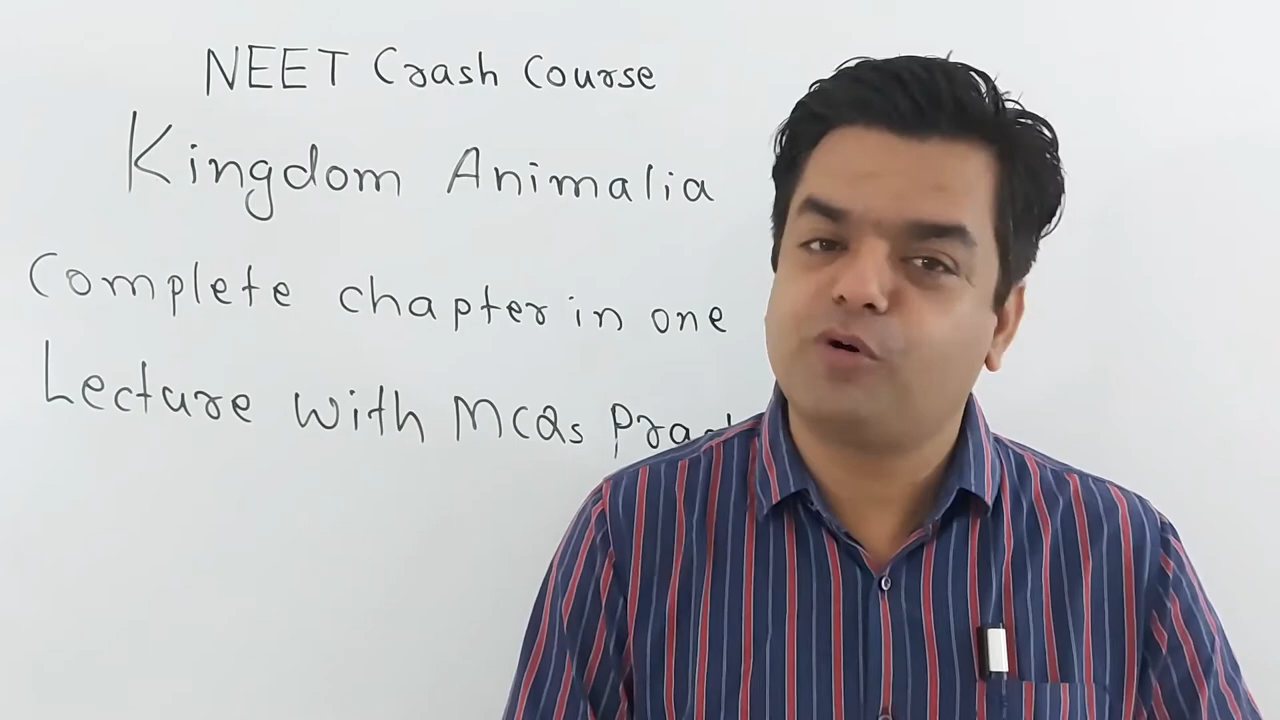 NEET Crash Course
Kingdom Animalia
Complete chapter in one
Lecture with MCQs